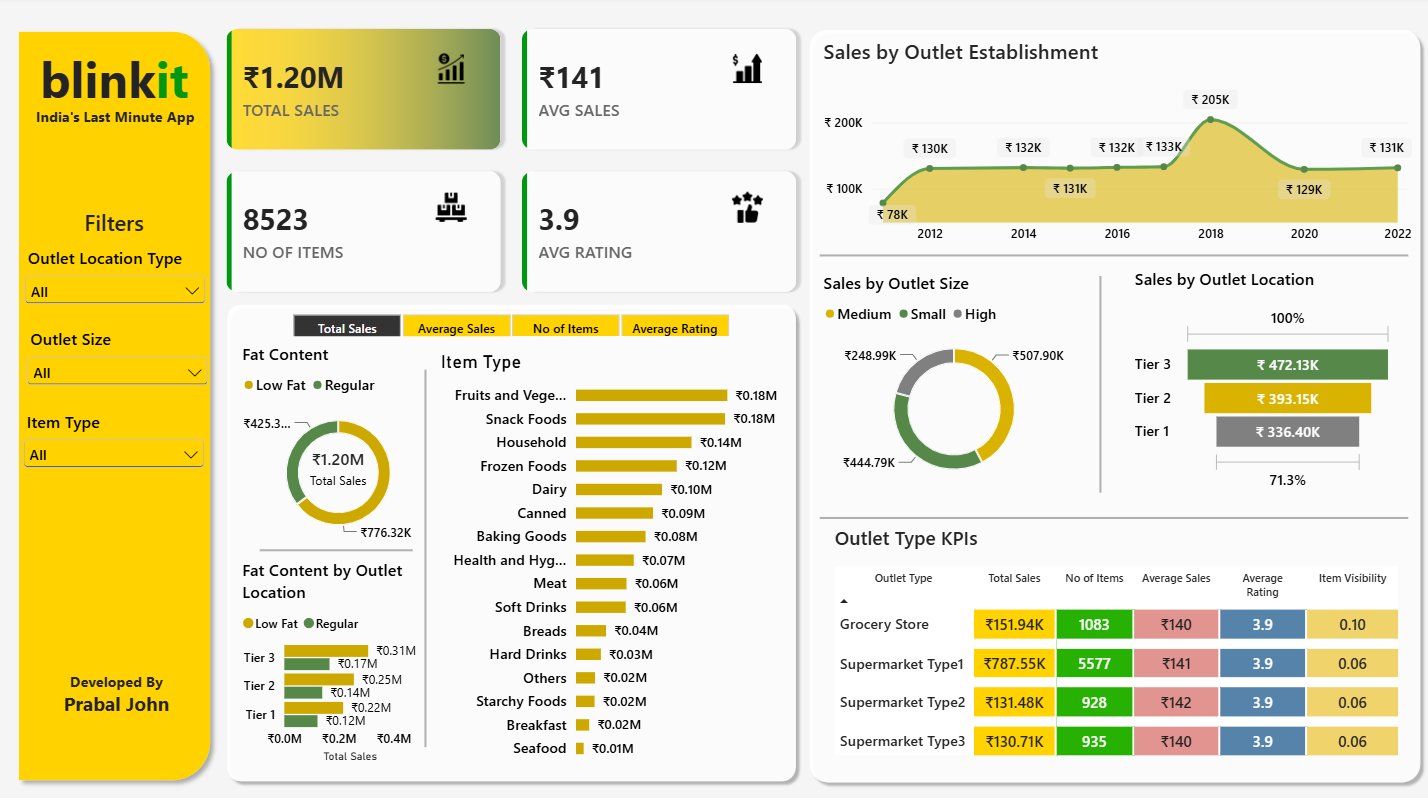 blinkit
India's Last Minute App
Filters
Outlet Location Type
All
Outlet Size
All
Item Type
All
Developed By
Prabal John
₹1.20M
TOTAL SALES
₹141
AVG SALES
8523
NO OF ITEMS
3.9
AVG RATING
Total Sales Average Sales No of Items Average Rating
Fat Content
Low Fat Regular
₹425.3...
₹1.20M
Total Sales
₹776.32K
Fat Content by Outlet
Location
Low Fat Regular
Tier 3 ₹0.31M
₹0.17M
Tier 2 ₹0.25M
₹0.14M
Tier 1 ₹0.22M
₹0.12M
₹0.0M ₹0.2M ₹0.4M
Total Sales
Item Type
Fruits and Vege... ₹0.18M
Snack Foods ₹0.18M
Household ₹0.14M
Frozen Foods ₹0.12M
Dairy ₹0.10M
Canned ₹0.09M
Baking Goods ₹0.08M
Health and Hyg... ₹0.07M
Meat ₹0.06M
Soft Drinks ₹0.06M
Breads ₹0.04M
Hard Drinks ₹0.03M
Others ₹0.02M
Starchy Foods ₹0.02M
Breakfast ₹0.02M
Seafood ₹0.01M
Sales by Outlet Establishment
₹ 205K
₹ 200K
₹ 130K ₹ 132K ₹ 132K ₹ 133K ₹ 131K
₹ 100K ₹ 131K ₹ 129K
₹ 78K
2012 2014 2016 2018 2020 2022
Sales by Outlet Size
Medium Small High
₹248.99K ₹507.90K
₹444.79K
Sales by Outlet Location
100%
Tier 3 ₹ 472.13K
Tier 2 ₹ 393.15K
Tier 1 ₹ 336.40K
71.3%
Outlet Type KPIs
Outlet Type Total Sales No of Items Average Sales Average Item Visibility
Rating
Grocery Store ₹151.94K 1083 ₹140 3.9 0.10
Supermarket Type1 ₹787.55K 5577 ₹141 3.9 0.06
Supermarket Type2 ₹131.48K 928 ₹142 3.9 0.06
Supermarket Type3 ₹130.71K 935 ₹140 3.9 0.06